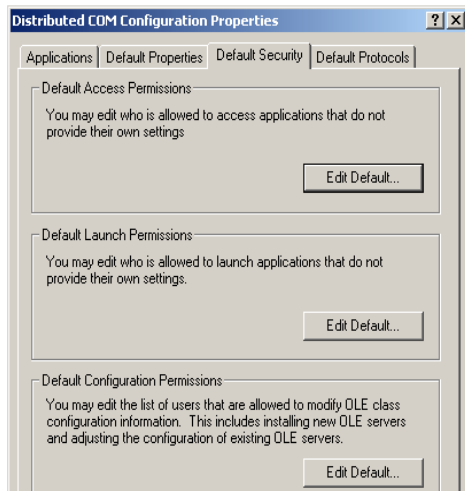 Distributed COM Configuration Properties ? X
Applications Default Properties Default Security Default Protocols
Default Access Permissions
You may edit who is allowed to access applications that do not
provide their own settings
Edit Default...
Default Launch Permissions
You may edit who is allowed to launch applications that do not
provide their own settings.
Edit Default...
Default Configuration Permissions
You may edit the list of users that are allowed to modify OLE class
configuration information. This includes installing new OLE servers
and adjusting the configuration of existing OLE servers.
Edit Default...